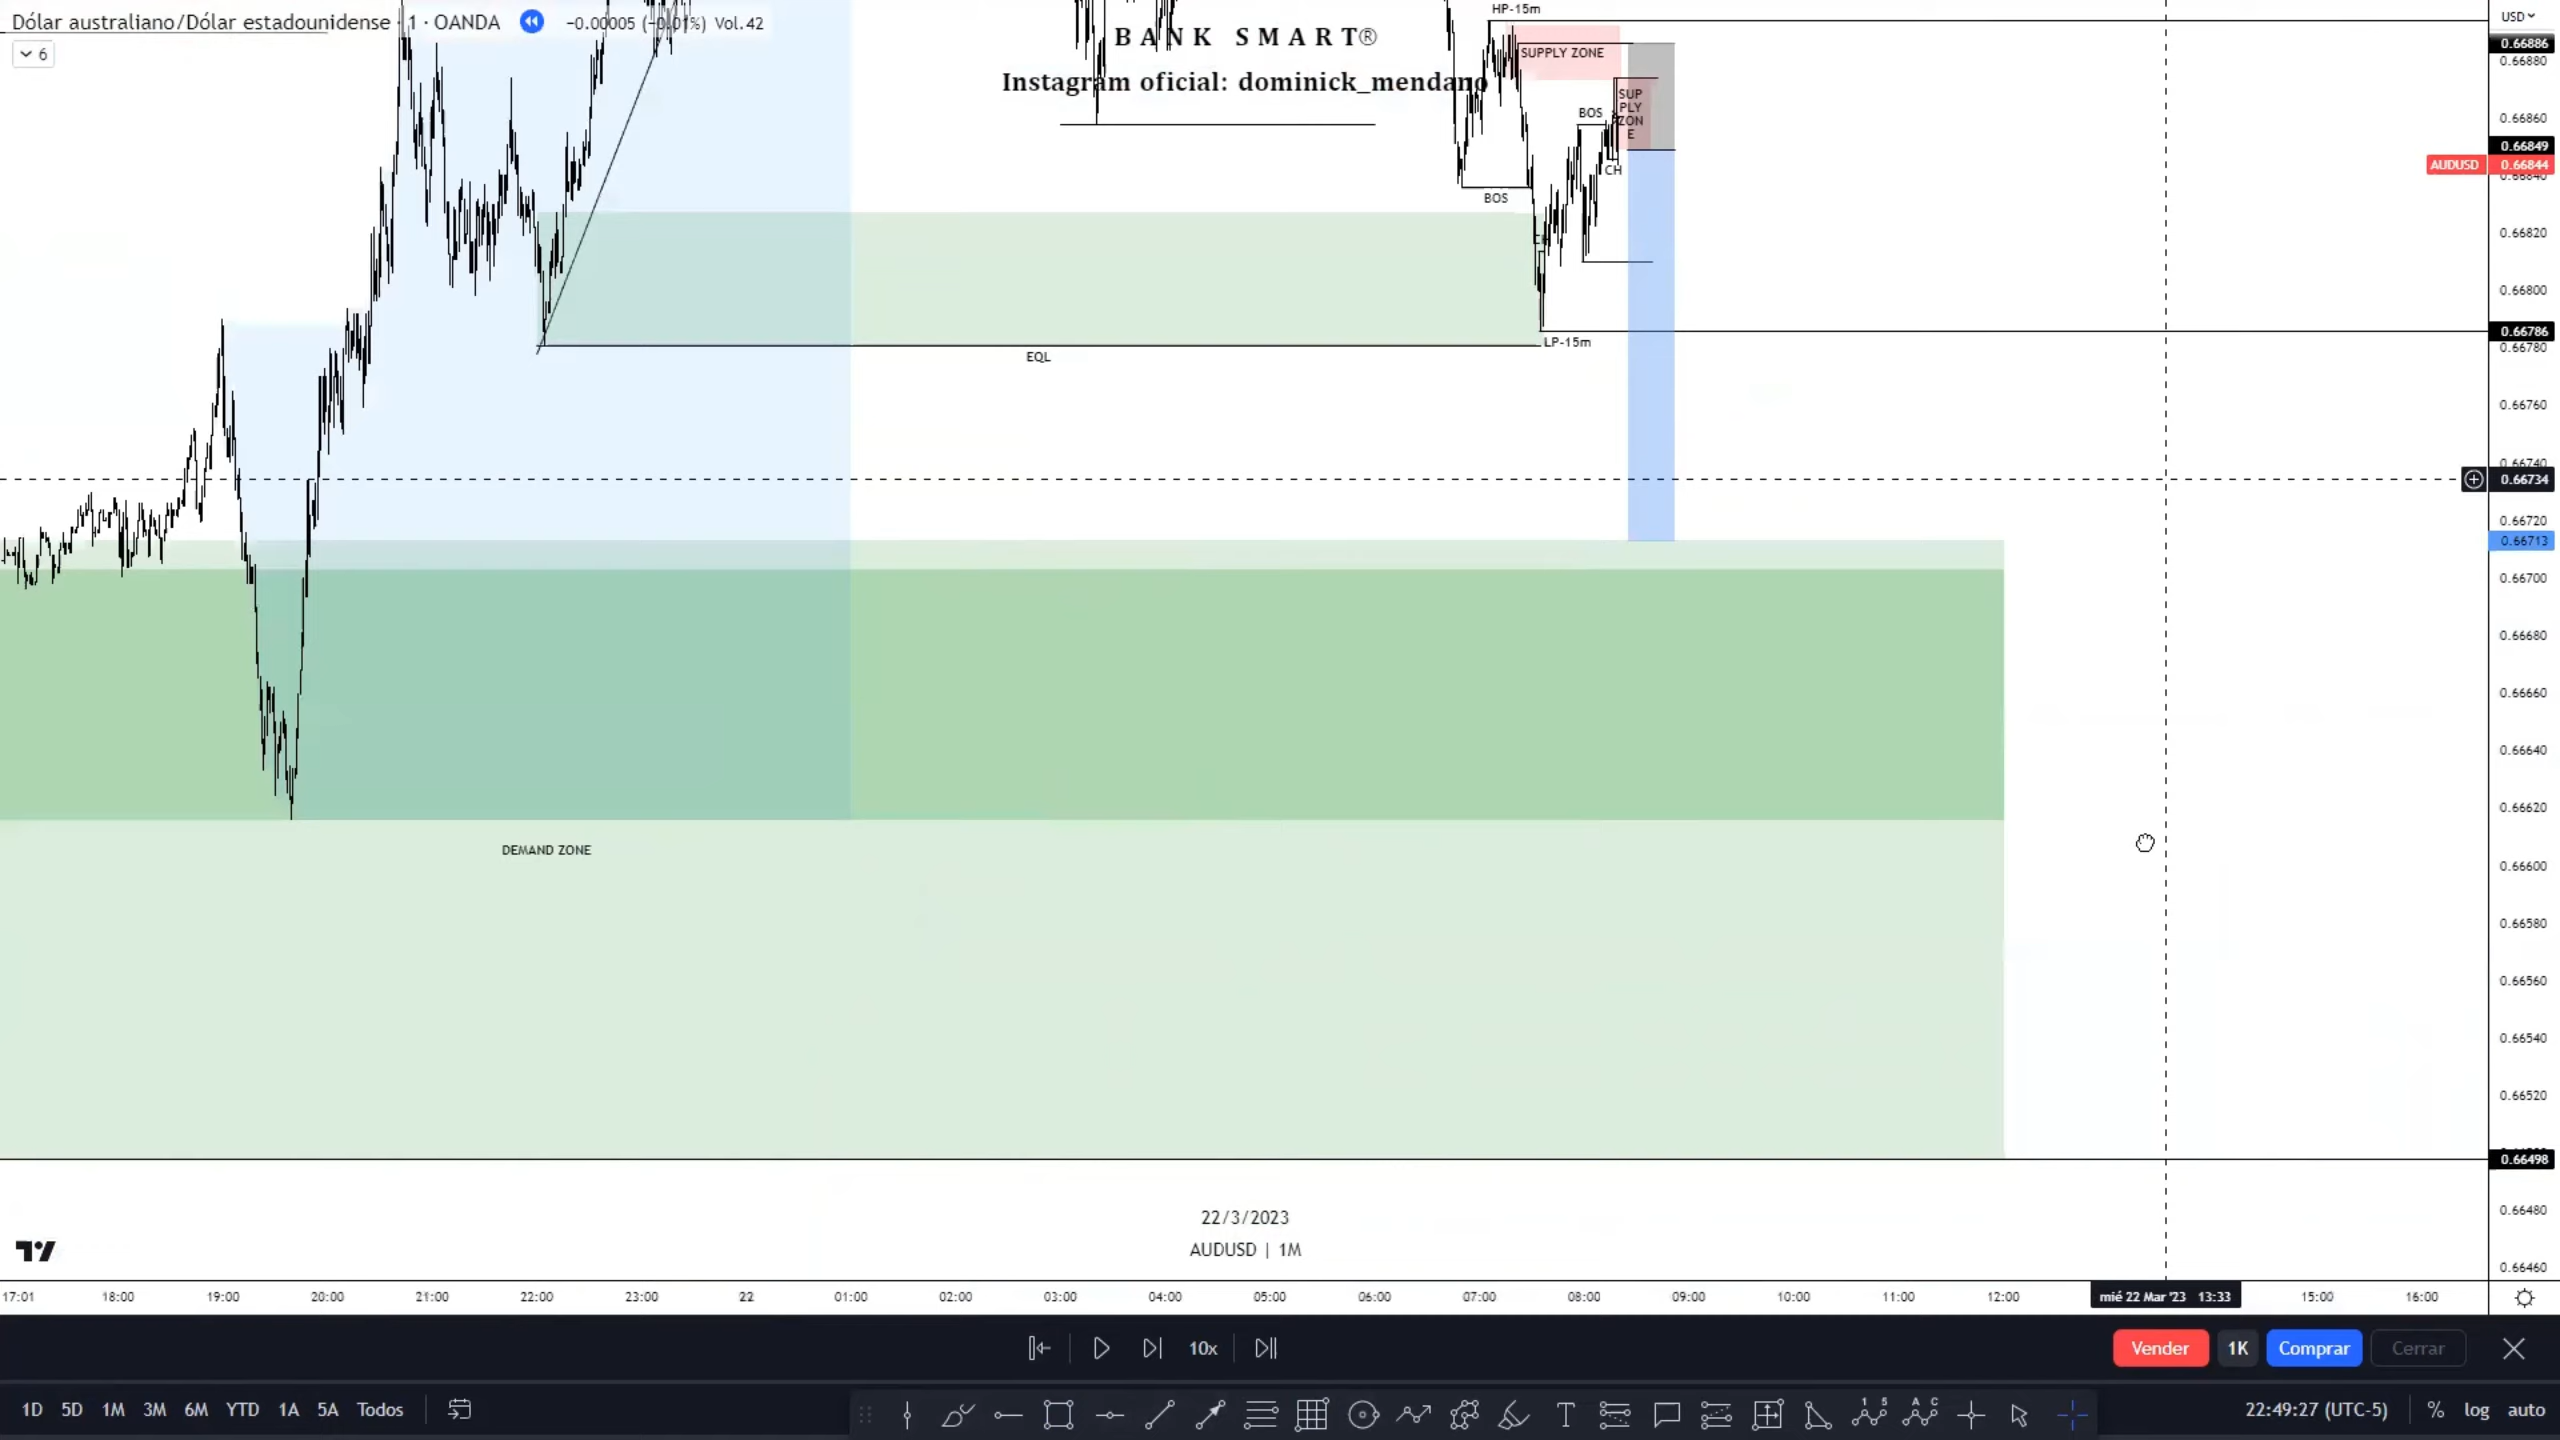 Dólar australiano/Dólar estadounidense · 1 · OANDA −0.00005 (−0.01%) Vol. 42
6
BANK SMART®
Instagram oficial: dominick_mendano
HP-15m
SUPPLY ZONE
SUP
PLY
ZON
E
BOS
CH
BOS
LP-15m
EQL
DEMAND ZONE
22/3/2023
AUDUSD | 1M
USD
0.66886
0.66880
0.66860
0.66849
AUDUSD 0.66844
0.66840
0.66820
0.66800
0.66786
0.66780
0.66760
0.66740
0.66734
0.66720
0.66713
0.66700
0.66680
0.66660
0.66640
0.66620
0.66600
0.66580
0.66560
0.66540
0.66520
0.66498
0.66480
0.66460
17:01 18:00 19:00 20:00 21:00 22:00 23:00 22 01:00 02:00 03:00 04:00 05:00 06:00 07:00 08:00 09:00 10:00 11:00 12:00 mié 22 Mar '23 13:33 15:00 16:00
10x
Vender 1K Comprar Cerrar
1D 5D 1M 3M 6M YTD 1A 5A Todos
22:49:27 (UTC-5) % log auto